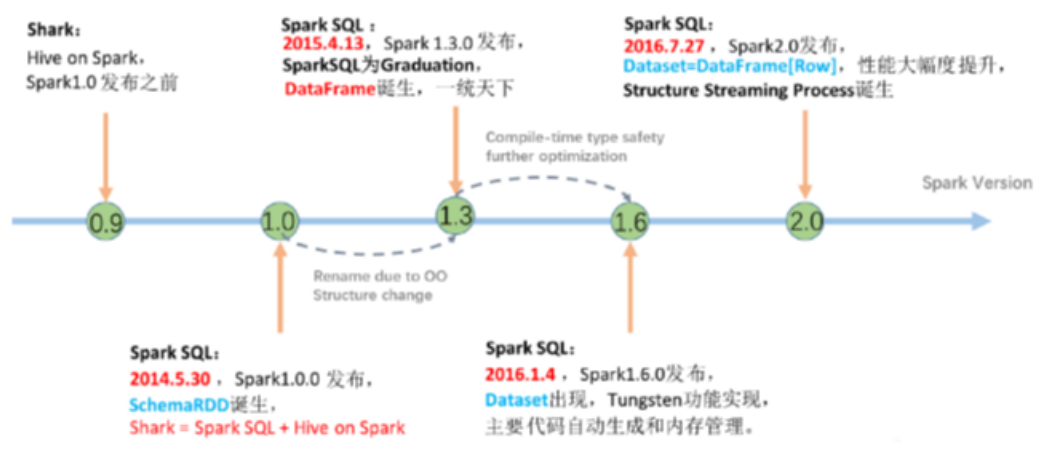 Shark：
Hive on Spark，
Spark1.0 发布之前
Spark SQL ：
2015.4.13， Spark 1.3.0 发布，
SparkSQL为Graduation，
DataFrame诞生，一统天下
Spark SQL：
2016.7.27 ，Spark2.0发布，
Dataset=DataFrame[Row]，性能大幅度提升，
Structure Streaming Process诞生
Compile-time type safety
further optimization
Spark Version
0.9
1.0
1.3
1.6
2.0
Rename due to OO
Structure change
Spark SQL：
2014.5.30 ，Spark1.0.0 发布，
SchemaRDD诞生，
Shark = Spark SQL + Hive on Spark
Spark SQL：
2016.1.4 ，Spark1.6.0发布，
Dataset出现，Tungsten功能实现，
主要代码自动生成和内存管理。